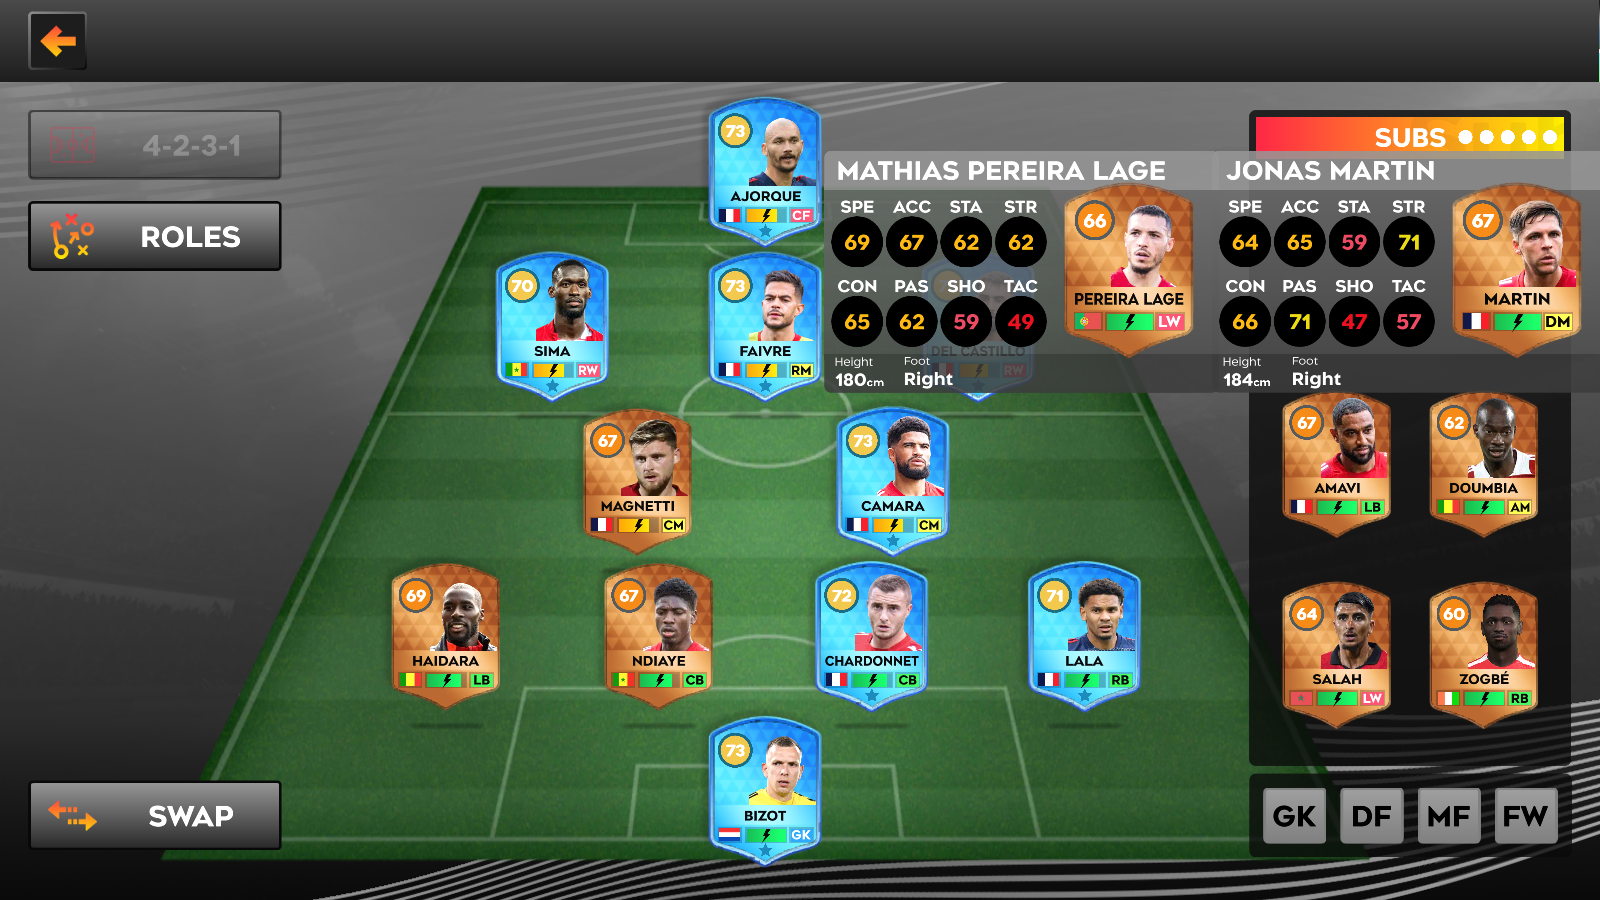 4-2-3-1
ROLES
SWAP
73
AJORQUE
CF
70
SIMA
RW
73
FAIVRE
RM
DEL CASTILLO
RW
67
MAGNETTI
CM
73
CAMARA
CM
69
HAIDARA
LB
67
NDIAYE
CB
72
CHARDONNET
CB
71
LALA
RB
73
BIZOT
GK
SUBS
MATHIAS PEREIRA LAGE
SPE ACC STA STR
69 67 62 62
CON PAS SHO TAC
65 62 59 49
Height Foot
180cm Right
66
PEREIRA LAGE
LW
JONAS MARTIN
SPE ACC STA STR
64 65 59 71
CON PAS SHO TAC
66 71 47 57
Height Foot
184cm Right
67
MARTIN
DM
67
AMAVI
LB
62
DOUMBIA
AM
64
SALAH
LW
60
ZOGBÉ
RB
GK DF MF FW